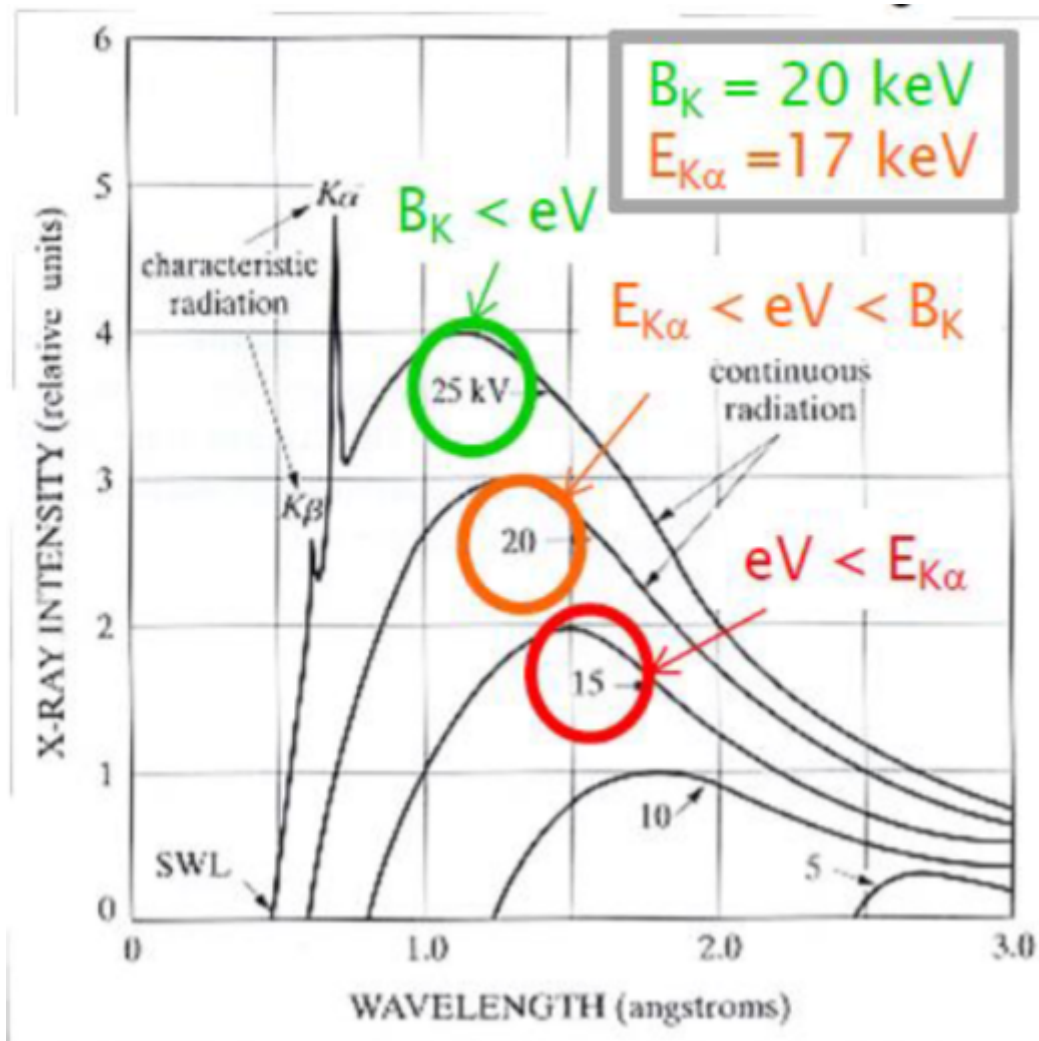 6
B_K = 20 keV
E_Kα =17 keV
5
Kα
B_K < eV
characteristic
radiation
E_Kα < eV < B_K
4
continuous
radiation
25 kV
3
Kβ
20
eV < E_Kα
2
15
1
10
SWL
5
0
0 1.0 2.0 3.0
X-RAY INTENSITY (relative units)
WAVELENGTH (angstroms)